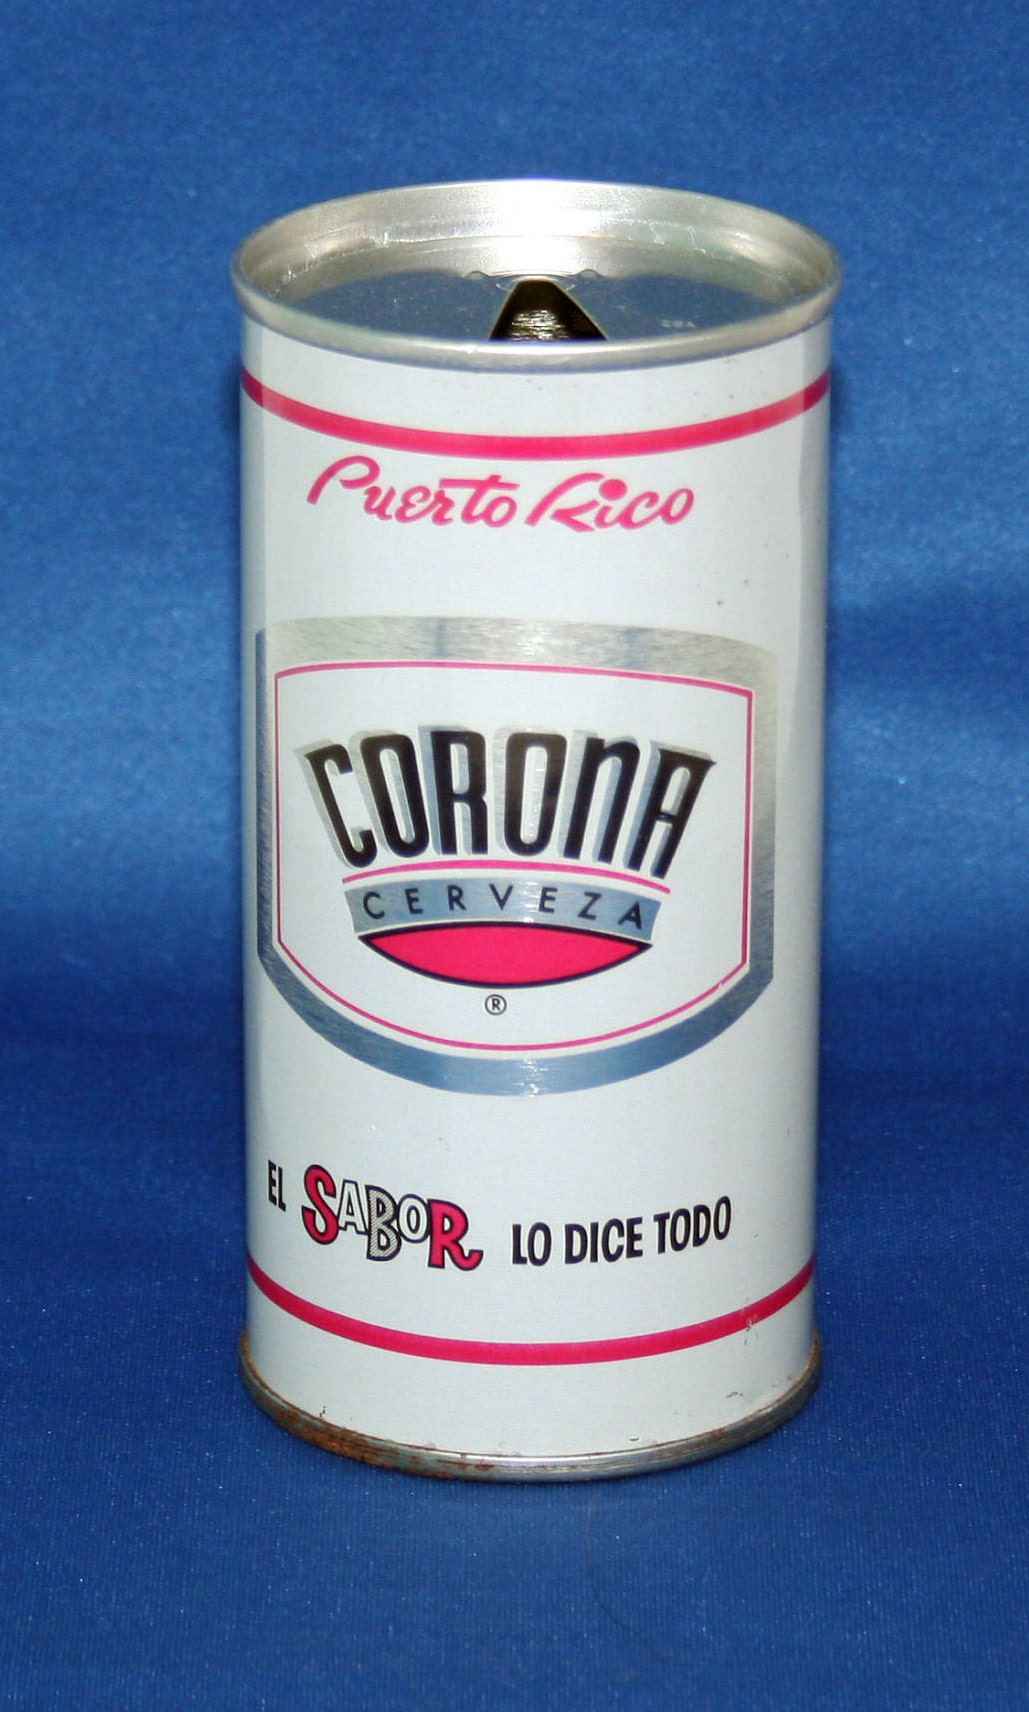 Puerto Rico
CORONA
CERVEZA
®
EL SABOR LO DICE TODO